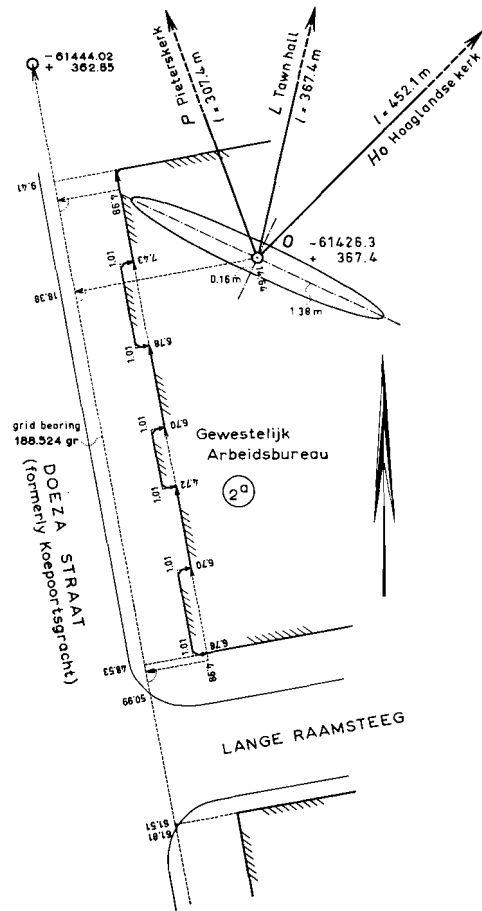 -61444.02
+ 362.85
P Pieterskerk
l = 307.4 m
L Tawn hall
l = 367.4 m
l = 452.1 m
Ho Hooglandse kerk
9.41
4.98
O -61426.3
+ 367.4
1.01
7.43
0.16 m
14.94
1.38 m
18.38
1.01
6.78
1.01
6.70
grid bearing
188.524 gr
Gewestelijk
Arbeidsbureau
2a
1.01
4.72
DOEZA STRAAT
(formerly Koepoortsgracht)
1.01
6.70
1.01
6.78
48.53
4.98
50.99
LANGE RAAMSTEEG
61.51
61.81